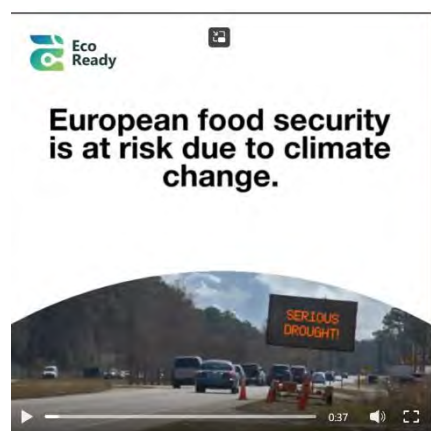 Eco
Ready
European food security
is at risk due to climate
change.
SERIOUS
DROUGHT!
0:37